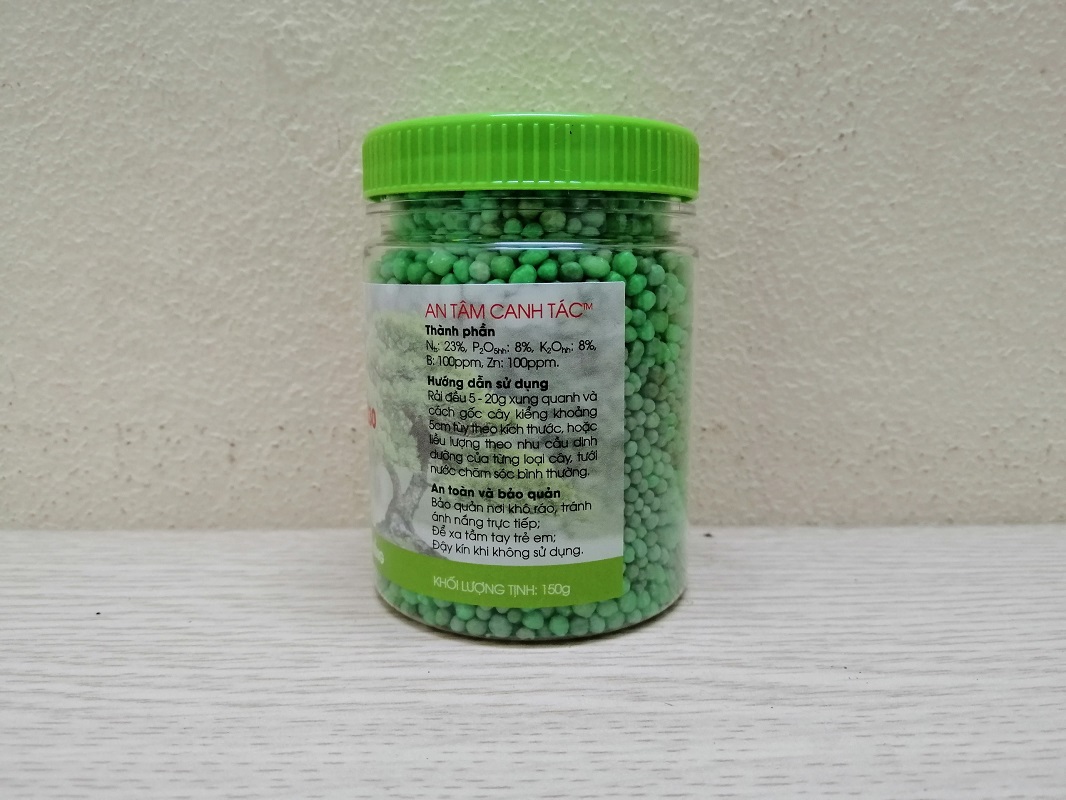 AN TÂM CANH TÁC™
Thành phần
Nts: 23%, P2O5hh: 8%, K2Ohh: 8%,
B: 100ppm, Zn: 100ppm.
Hướng dẫn sử dụng
Rải đều 5 - 20g xung quanh và
cách gốc cây kiểng khoảng
5cm tùy theo kích thước, hoặc
liều lượng theo nhu cầu dinh
dưỡng của từng loại cây, tưới
nước chăm sóc bình thường.
An toàn và bảo quản
Bảo quản nơi khô ráo, tránh
ánh nắng trực tiếp;
Để xa tầm tay trẻ em;
Đậy kín khi không sử dụng.
KHỐI LƯỢNG TỊNH: 150g